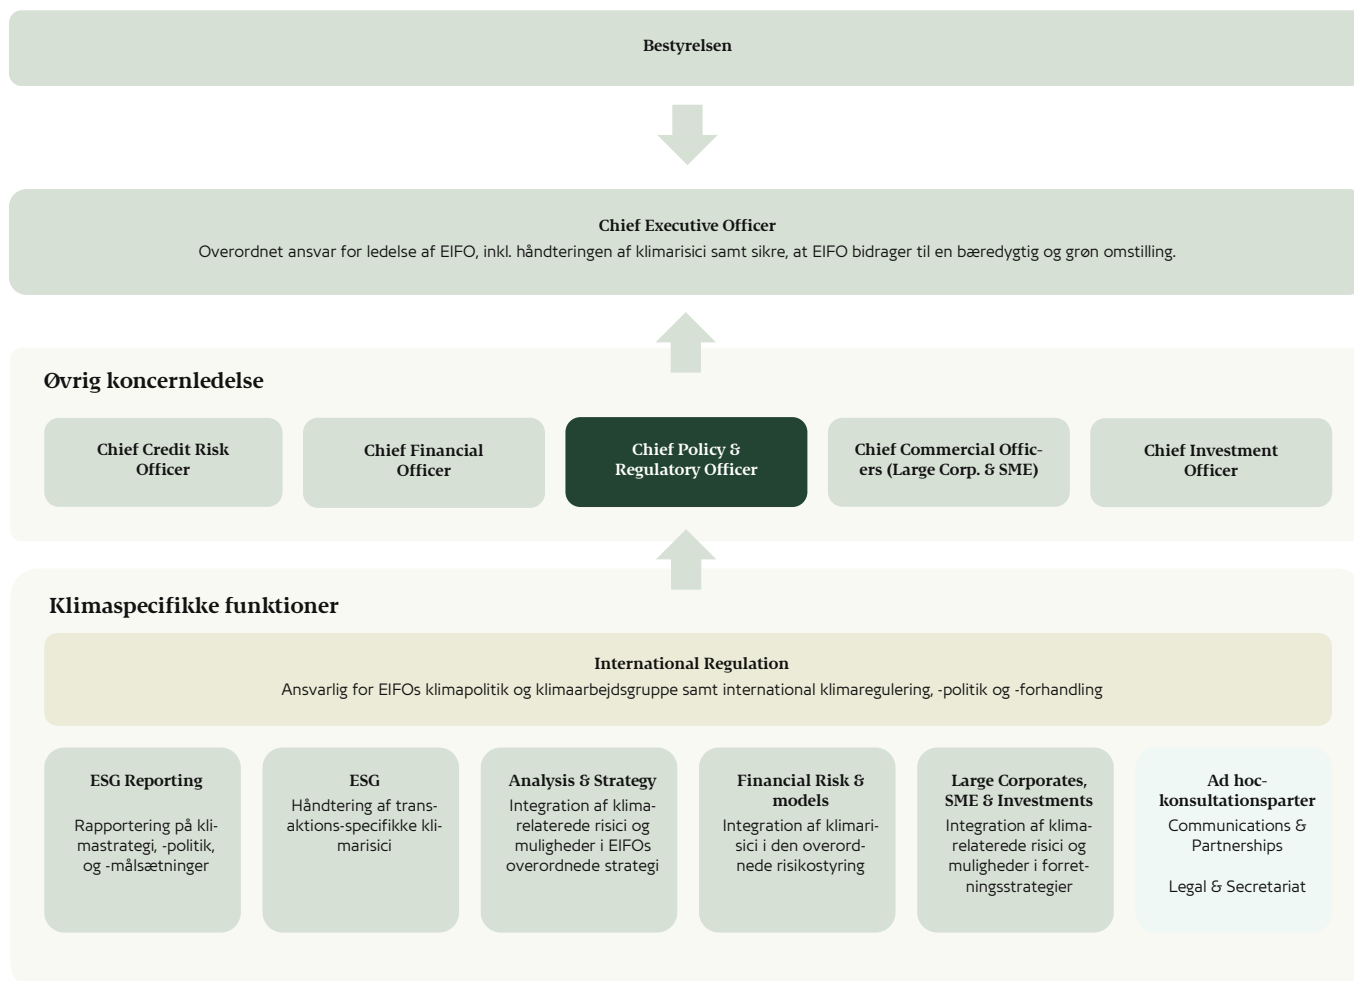 Bestyrelsen
Chief Executive Officer
Overordnet ansvar for ledelse af EIFO, inkl. håndteringen af klimarisici samt sikre, at EIFO bidrager til en bæredygtig og grøn omstilling.
Øvrig koncernledelse
Chief Credit Risk
Officer
Chief Financial
Officer
Chief Policy &
Regulatory Officer
Chief Commercial Offic-
ers (Large Corp. & SME)
Chief Investment
Officer
Klimaspecifikke funktioner
International Regulation
Ansvarlig for EIFOs klimapolitik og klimaarbejdsgruppe samt international klimaregulering, -politik og -forhandling
ESG Reporting
Rapportering på kli-
mastrategi, -politik,
og -målsætninger
ESG
Håndtering af trans-
aktions-specifikke kli-
marisici
Analysis & Strategy
Integration af klima-
relaterede risici og
muligheder i EIFOs
overordnede strategi
Financial Risk &
models
Integration af klimari-
sici i den overord-
nede risikostyring
Large Corporates,
SME & Investments
Integration af klima-
relaterede risici og
muligheder i forret-
ningsstrategier
Ad hoc-
konsultationsparter
Communications &
Partnerships
Legal & Secretariat